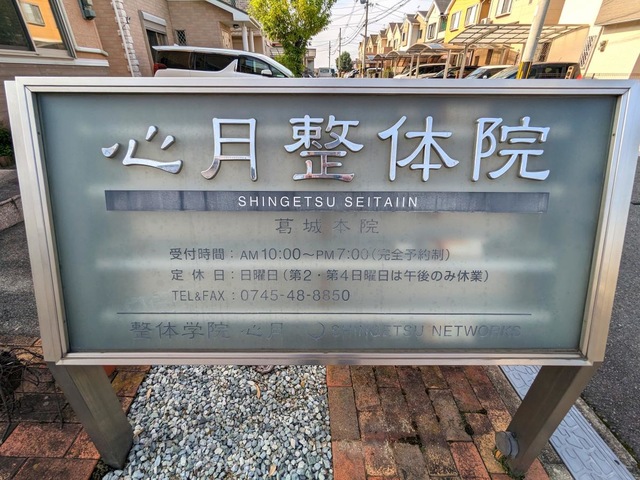 心月整体院
SHINGETSU SEITAIIN
葛城本院
受付時間：AM10:00～PM7:00(完全予約制)
定休日：日曜日(第2・第4日曜日は午後のみ休業)
TEL&FAX：0745-48-8850
整体学院 心月 SHINGETSU NETWORKS